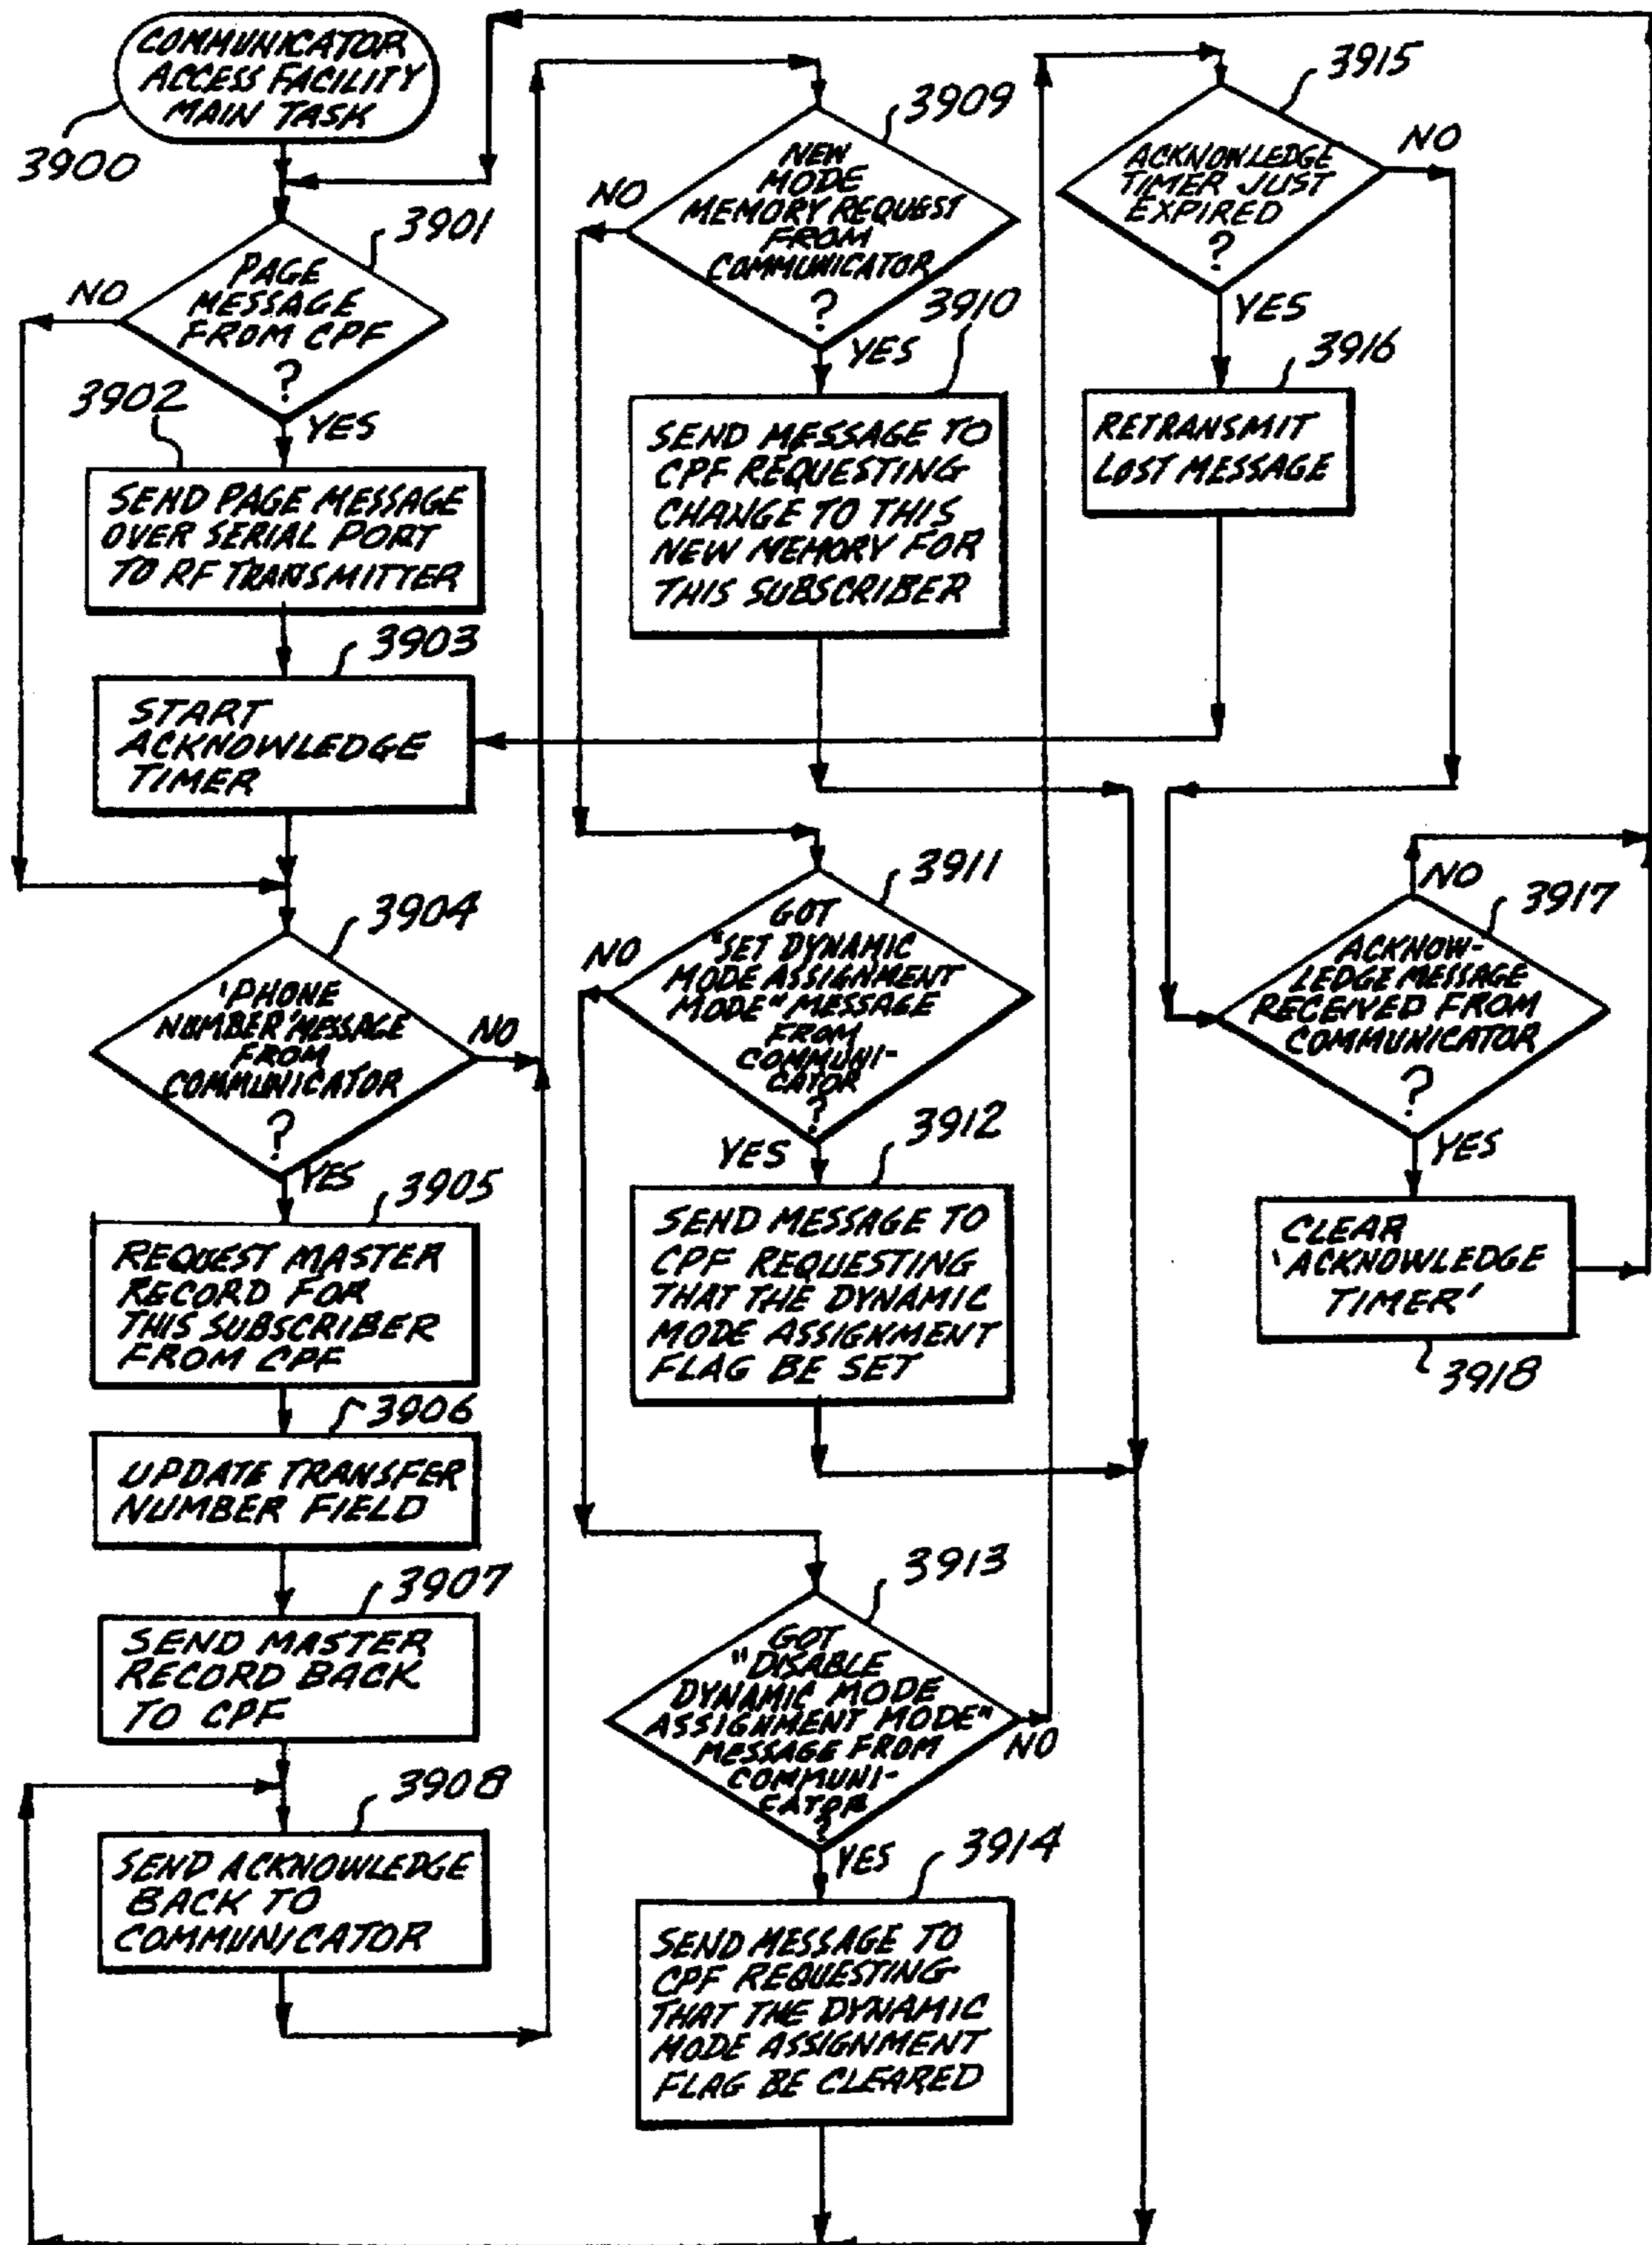 COMMUNICATOR
ACCESS FACILITY
MAIN TASK
3900
3901
PAGE
MESSAGE
FROM CPF
?
NO
YES
3902
SEND PAGE MESSAGE
OVER SERIAL PORT
TO RF TRANSMITTER
3903
START
ACKNOWLEDGE
TIMER
3904
'PHONE
NUMBER' MESSAGE
FROM
COMMUNICATOR
?
NO
YES
3905
REQUEST MASTER
RECORD FOR
THIS SUBSCRIBER
FROM CPF
3906
UPDATE TRANSFER
NUMBER FIELD
3907
SEND MASTER
RECORD BACK
TO CPF
3908
SEND ACKNOWLEDGE
BACK TO
COMMUNICATOR
3909
NEW
MODE
MEMORY REQUEST
FROM
COMMUNICATOR
?
NO
YES
3910
SEND MESSAGE TO
CPF REQUESTING
CHANGE TO THIS
NEW MEMORY FOR
THIS SUBSCRIBER
3911
GOT
"SET DYNAMIC
MODE ASSIGNMENT
MODE" MESSAGE
FROM
COMMUNI-
CATOR
?
NO
YES
3912
SEND MESSAGE TO
CPF REQUESTING
THAT THE DYNAMIC
MODE ASSIGNMENT
FLAG BE SET
3913
GOT
"DISABLE
DYNAMIC MODE
ASSIGNMENT MODE"
MESSAGE FROM
COMMUNI-
CATOR
?
NO
YES
3914
SEND MESSAGE TO
CPF REQUESTING
THAT THE DYNAMIC
MODE ASSIGNMENT
FLAG BE CLEARED
3915
ACKNOWLEDGE
TIMER JUST
EXPIRED
?
NO
YES
3916
RETRANSMIT
LOST MESSAGE
3917
ACKNOW-
LEDGE MESSAGE
RECEIVED FROM
COMMUNICATOR
?
NO
YES
CLEAR
'ACKNOWLEDGE
TIMER'
3918